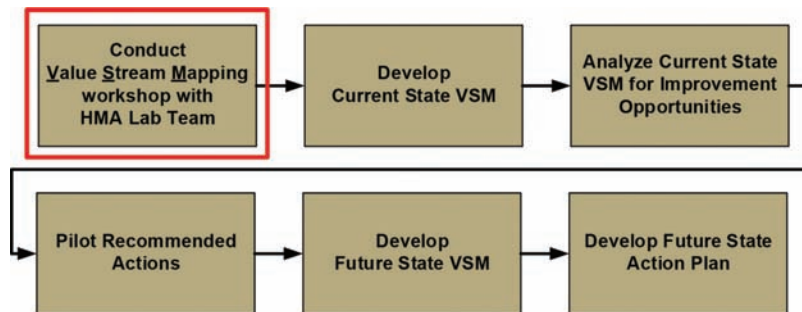 Conduct
Value Stream Mapping
workshop with
HMA Lab Team
Develop
Current State VSM
Analyze Current State
VSM for Improvement
Opportunities
Pilot Recommended
Actions
Develop
Future State VSM
Develop Future State
Action Plan